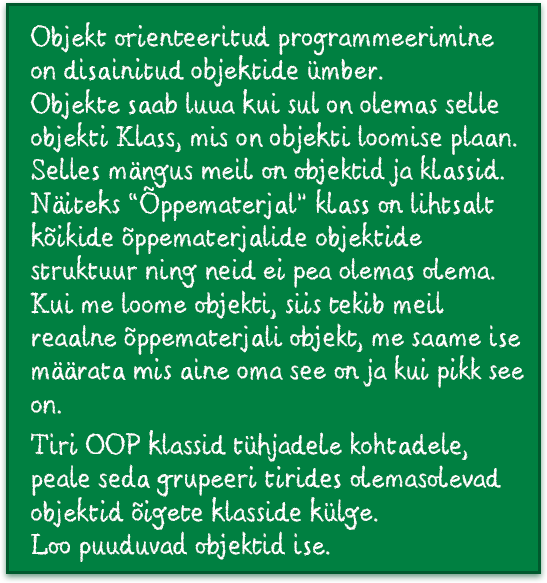 Objekt orienteeritud programmeerimine
on disainitud objektide ümber.
Objekte saab luua kui sul on olemas selle
objekti Klass, mis on objekti loomise plaan.
Selles mängus meil on objektid ja klassid.
Näiteks "Õppematerjal" klass on lihtsalt
kõikide õppematerjalide objektide
struktuur ning neid ei pea olemas olema.
Kui me loome objekti, siis tekib meil
reaalne õppematerjali objekt, me saame ise
määrata mis aine oma see on ja kui pikk see
on.
Tiri OOP klassid tühjadele kohtadele,
peale seda grupeeri tirides olemasolevad
objektid õigete klasside külge.
Loo puuduvad objektid ise.